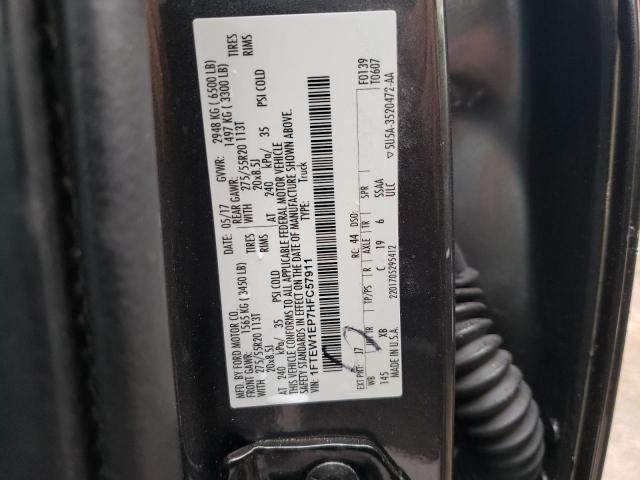 MFD. BY FORD MOTOR CO.
DATE: 05/17 GVWR: 2948 KG (6500 LB)
FRONT GAWR: 1565 KG (3450 LB) REAR GAWR: 1497 KG (3300 LB)
275/55R20 113T TIRES WITH 275/55R20 113T TIRES
20x8.5J RIMS WITH 20x8.5J RIMS
AT 240 kPa/ 35 PSI COLD AT 240 kPa/ 35 PSI COLD
THIS VEHICLE CONFORMS TO ALL APPLICABLE FEDERAL MOTOR VEHICLE
SAFETY STANDARDS IN EFFECT ON THE DATE OF MANUFACTURE SHOWN ABOVE.
VIN: 1FTEW1EP7HFC57911 TYPE: Truck
F0139
T0607
EXT PNT: RC: 44 DSO:
WB TR TP/PS R AXLE TR SPR
145 XB C 19 6 S5AA
ULC
2201705295412
5U5A-3520472-AA
U.S.A.